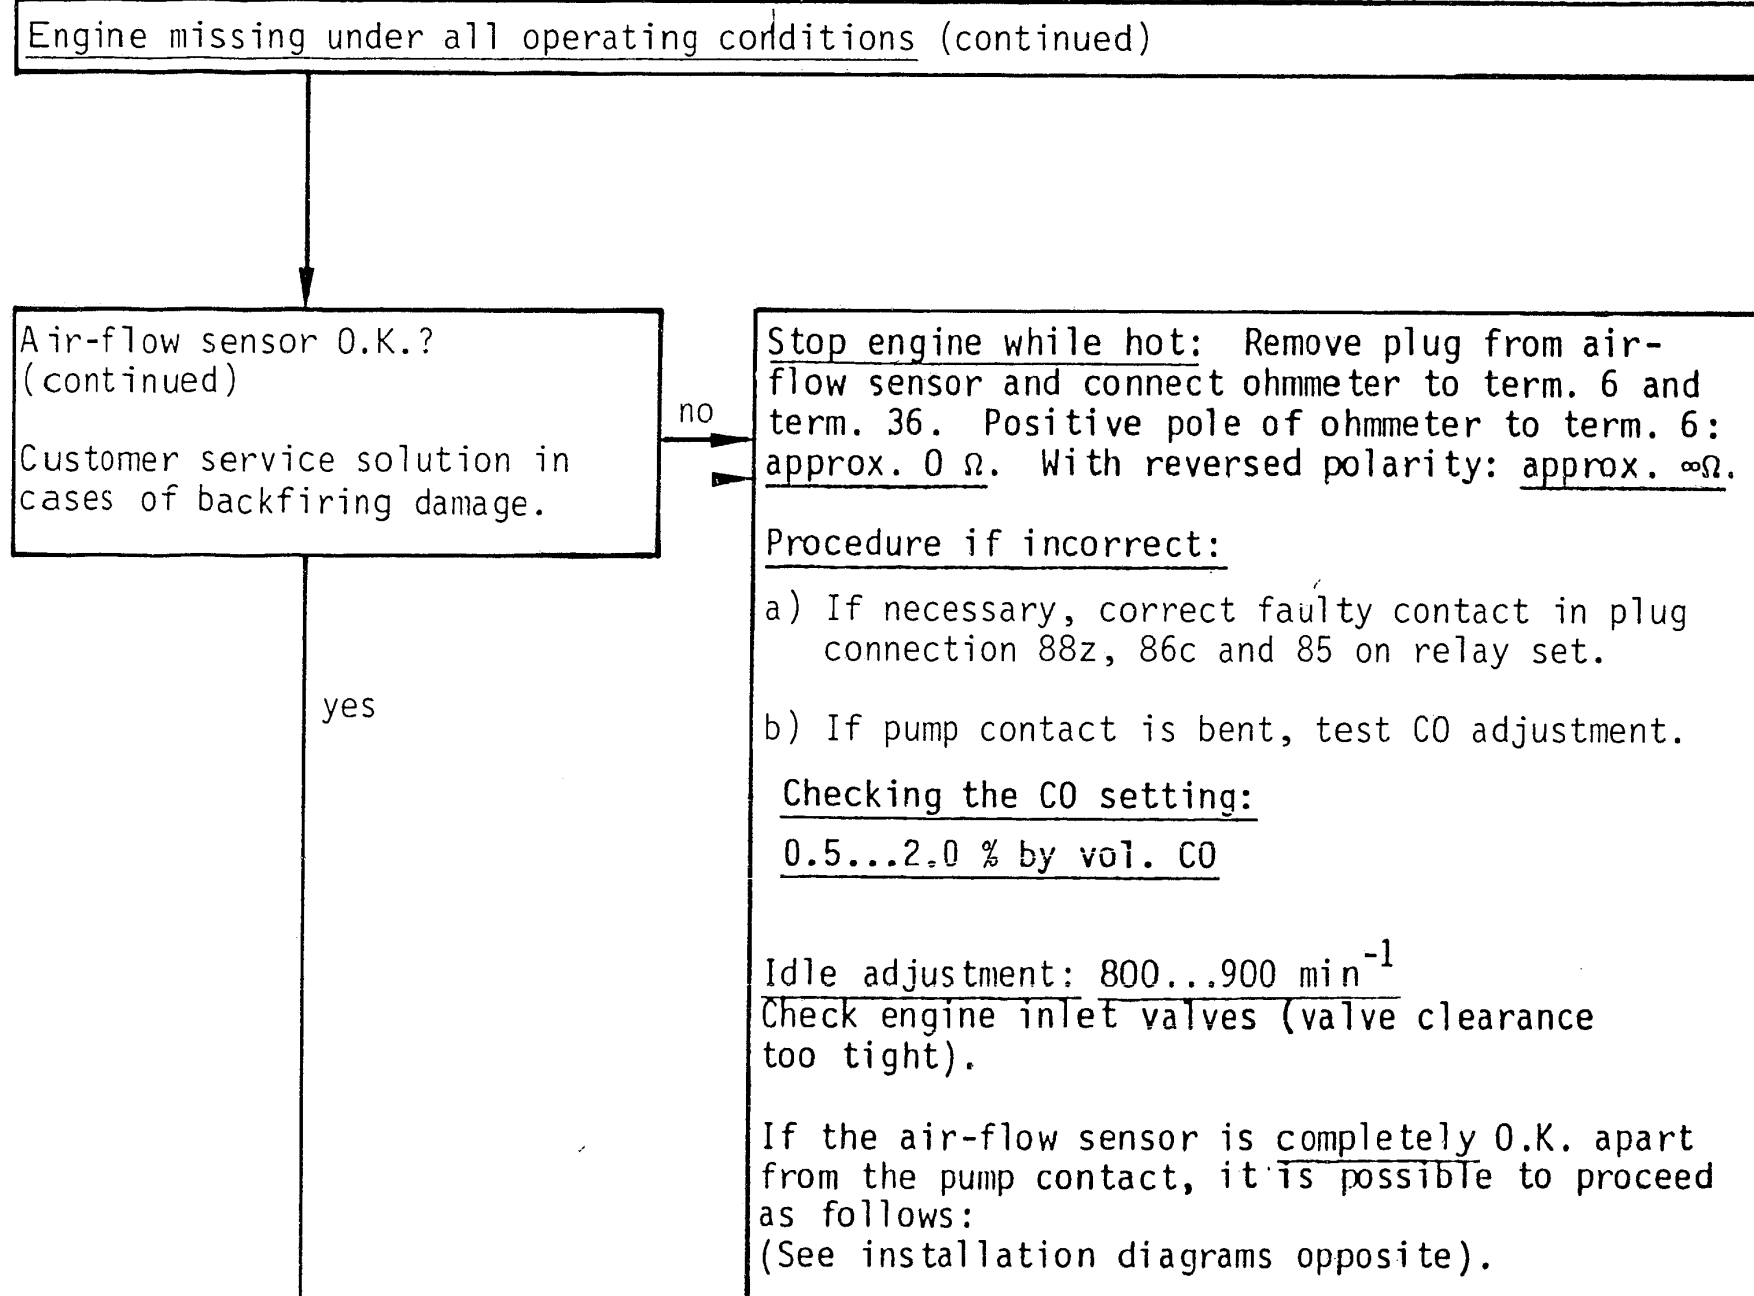 Engine missing under all operating conditions (continued)
Air-flow sensor O.K.?
(continued)
Customer service solution in
cases of backfiring damage.
no
yes
Stop engine while hot: Remove plug from air-
flow sensor and connect ohmmeter to term. 6 and
term. 36. Positive pole of ohmmeter to term. 6:
approx. 0 Ω. With reversed polarity: approx. ∞Ω.
Procedure if incorrect:
a) If necessary, correct faulty contact in plug
connection 88z, 86c and 85 on relay set.
b) If pump contact is bent, test CO adjustment.
Checking the CO setting:
0.5...2.0 % by vol. CO
Idle adjustment: 800...900 min⁻¹
Check engine inlet valves (valve clearance
too tight).
If the air-flow sensor is completely O.K. apart
from the pump contact, it is possible to proceed
as follows:
(See installation diagrams opposite).